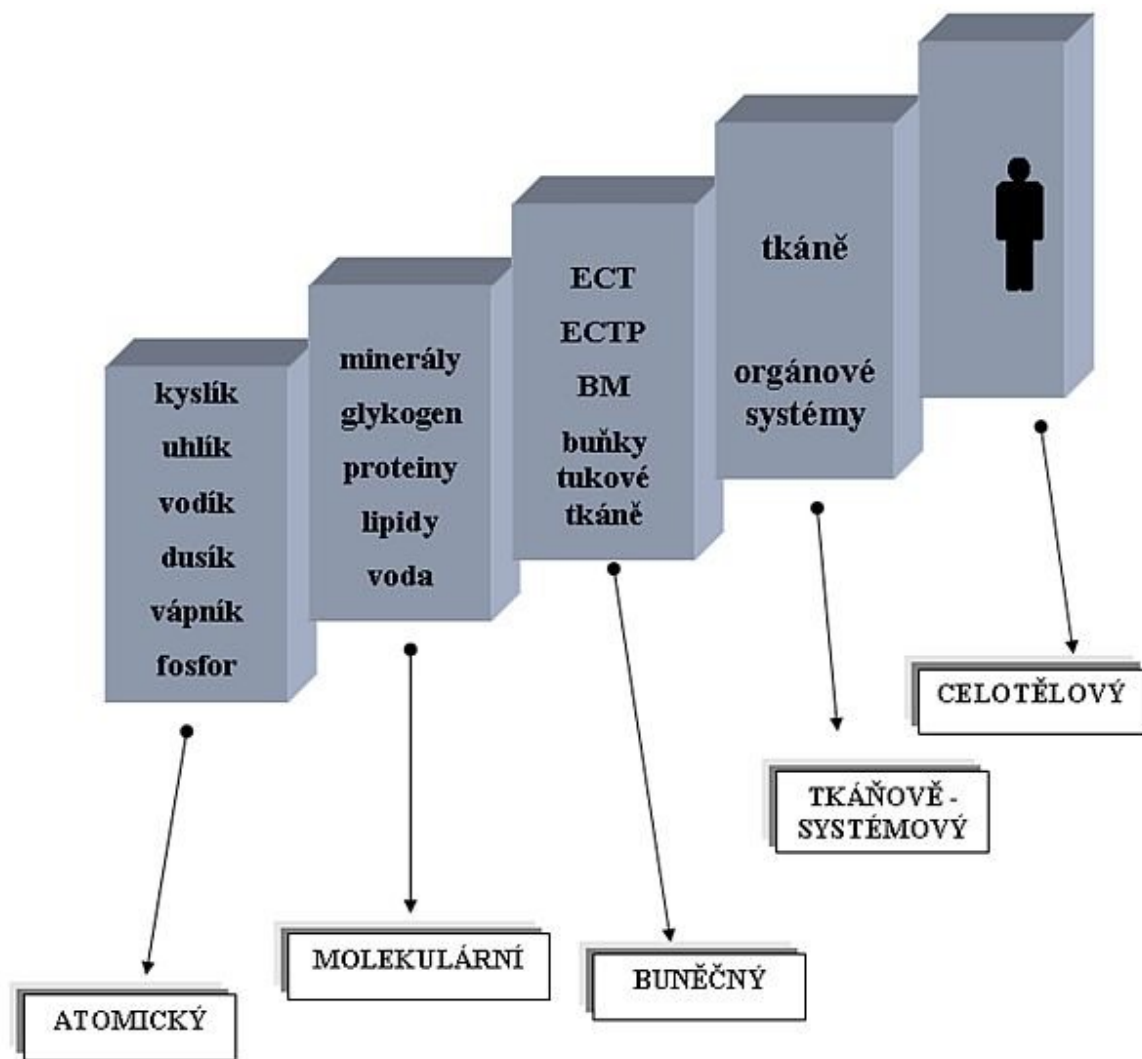 kyslík
uhlík
vodík
dusík
vápník
fosfor
minerály
glykogen
proteiny
lipidy
voda
ECT
ECTP
BM
buňky
tukové
tkáně
tkáně
orgánové
systémy
ATOMICKÝ
MOLEKULÁRNÍ
BUNĚČNÝ
TKÁŇOVĚ -
SYSTÉMOVÝ
CELOTĚLOVÝ